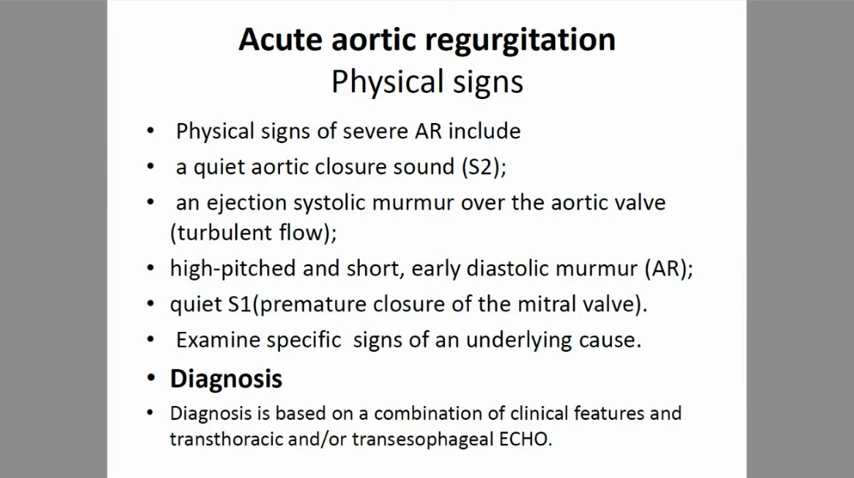 Acute aortic regurgitation
Physical signs
• Physical signs of severe AR include
• a quiet aortic closure sound (S2);
• an ejection systolic murmur over the aortic valve
(turbulent flow);
• high-pitched and short, early diastolic murmur (AR);
• quiet S1(premature closure of the mitral valve).
• Examine specific signs of an underlying cause.
• Diagnosis
• Diagnosis is based on a combination of clinical features and
transthoracic and/or transesophageal ECHO.